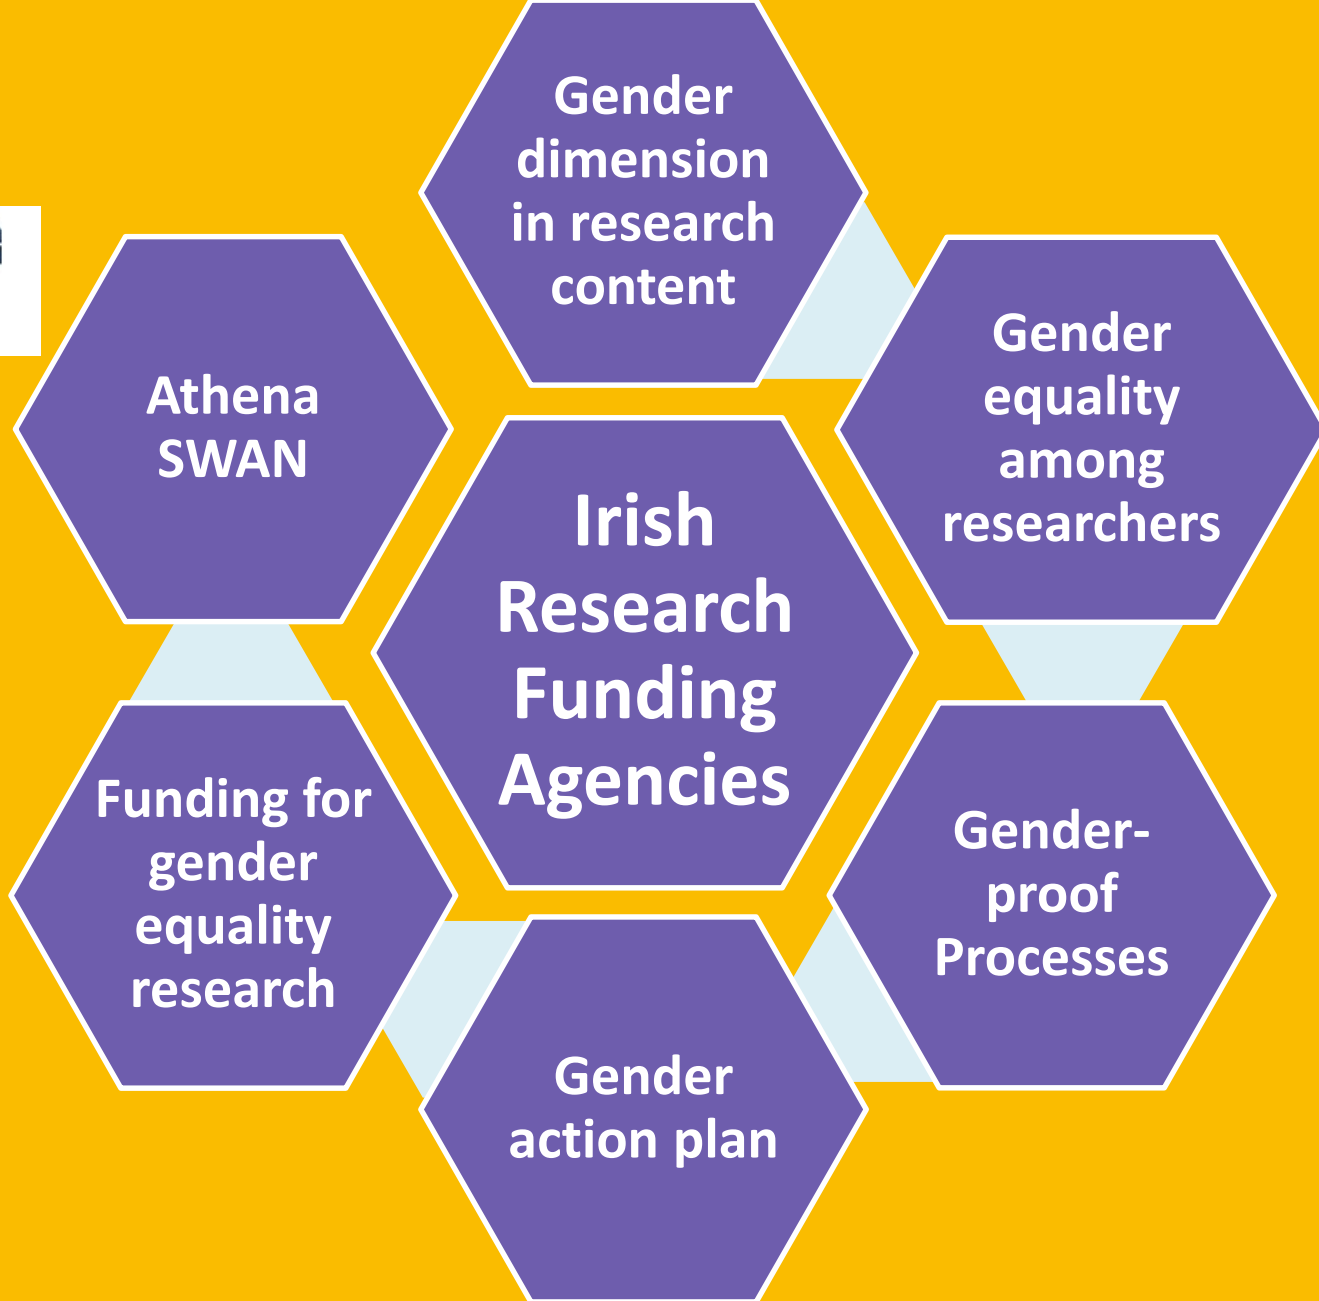 Gender
dimension
in research
content
Gender
equality
among
researchers
Gender-
proof
Processes
Gender
action plan
Funding for
gender
equality
research
Athena
SWAN
Irish
Research
Funding
Agencies